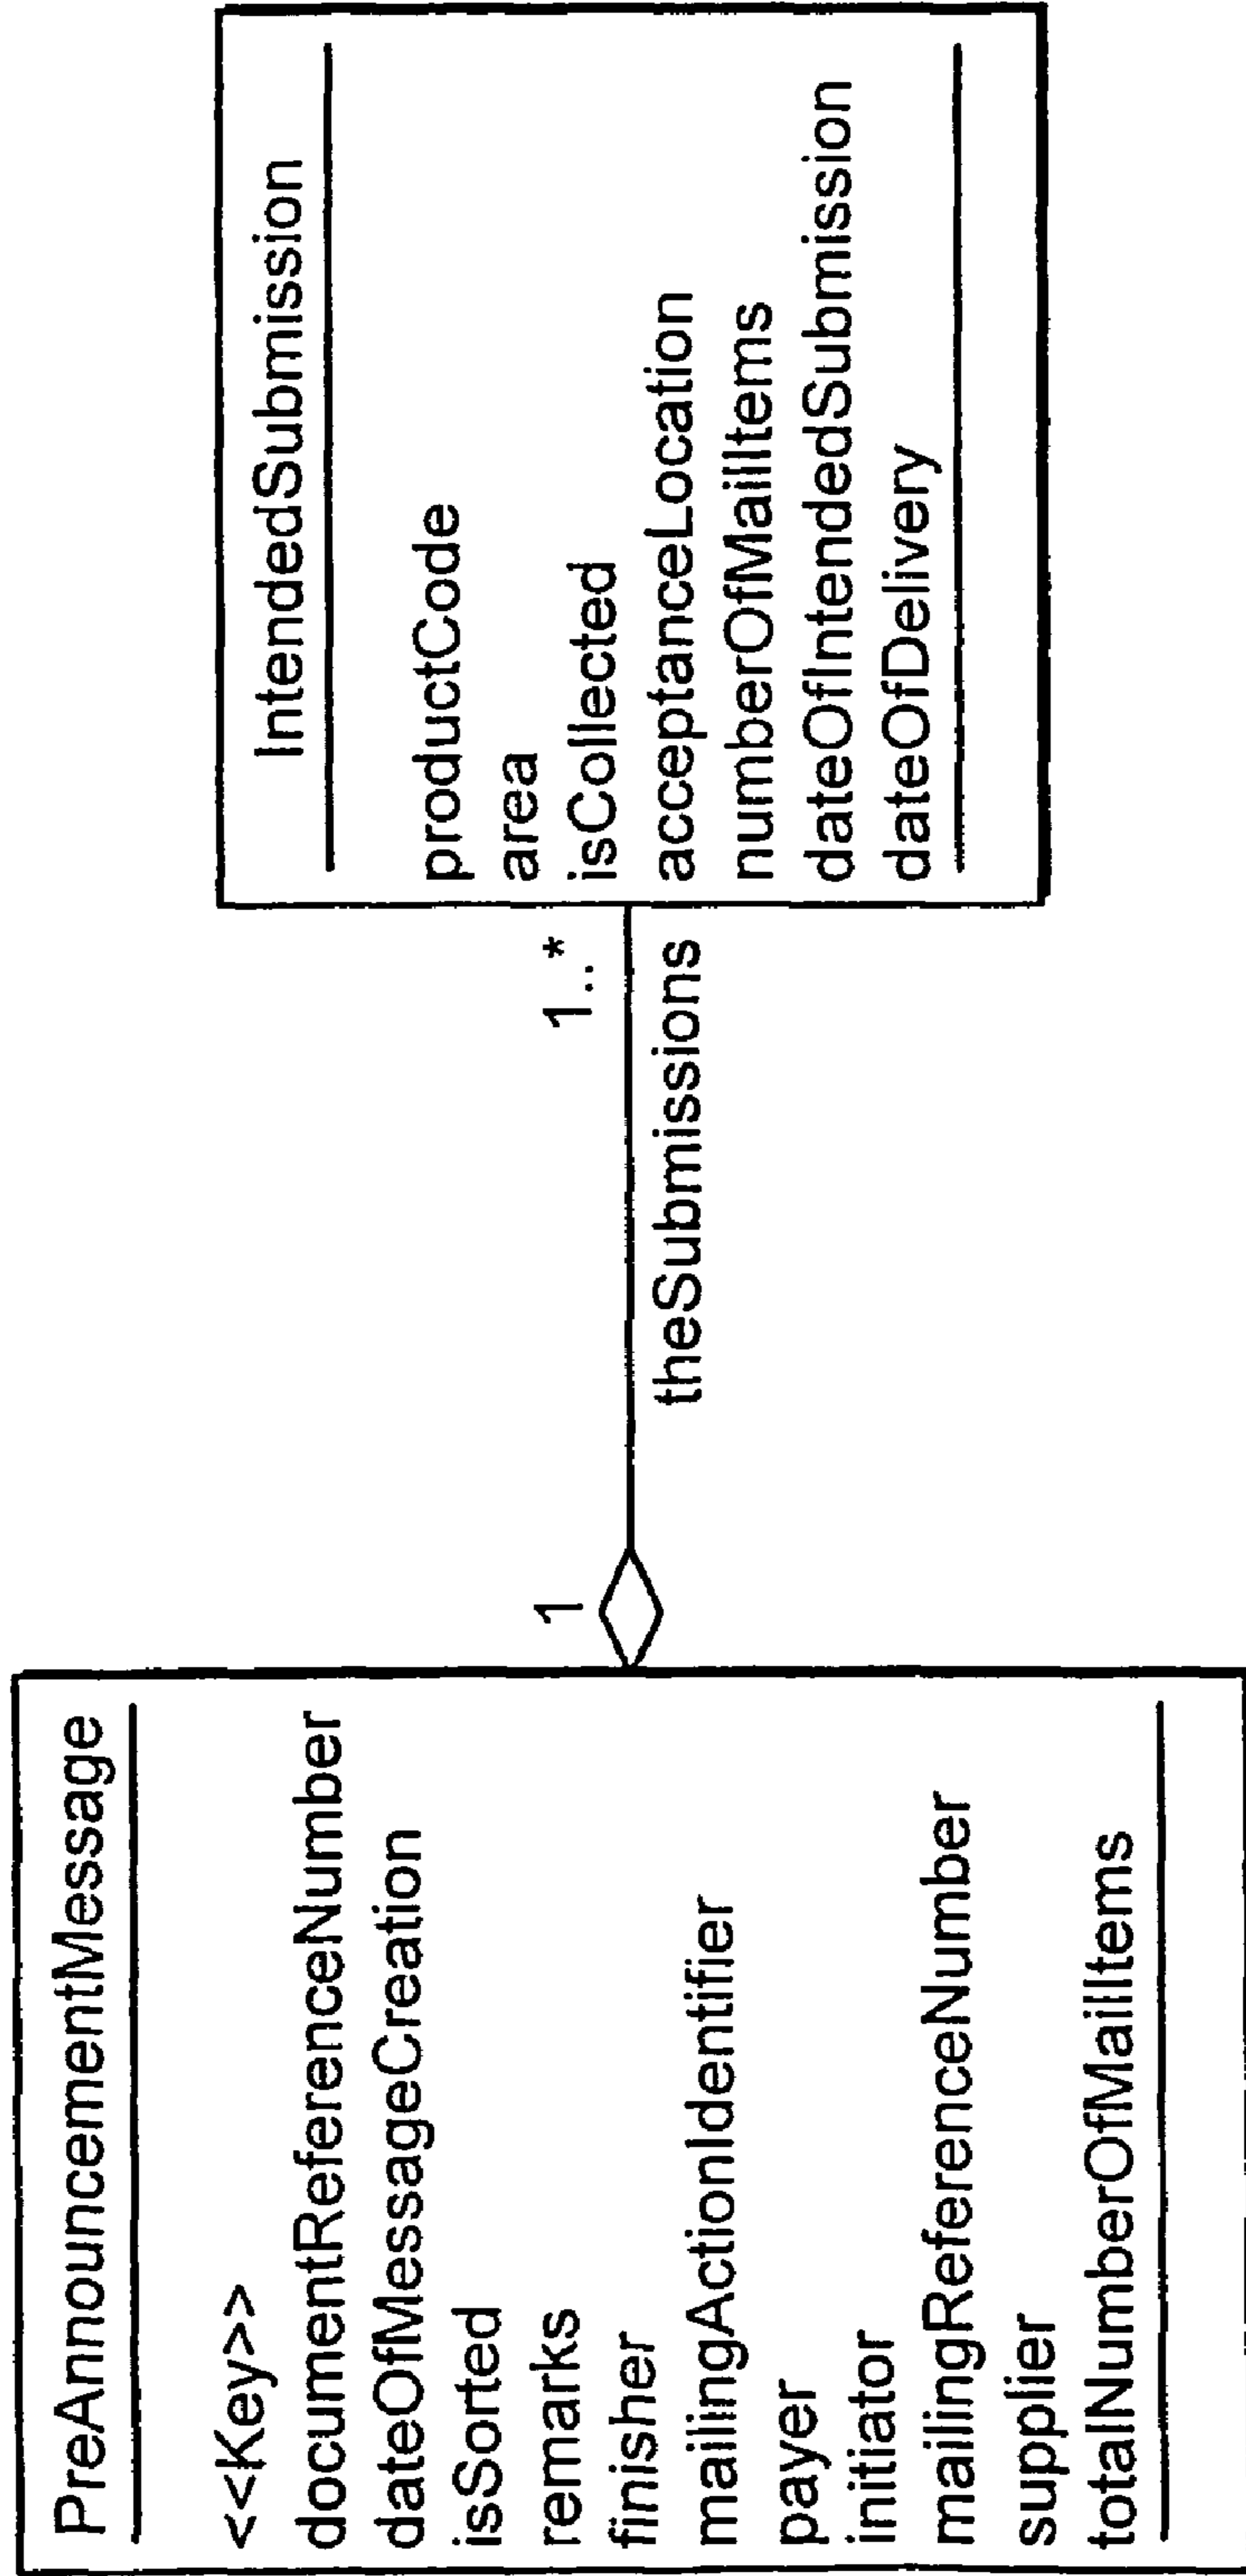 PreAnnouncementMessage
<<Key>>
documentReferenceNumber
dateOfMessageCreation
isSorted
remarks
finisher
mailingActionIdentifier
payer
initiator
mailingReferenceNumber
supplier
totalNumberOfMailItems
1
theSubmissions
1..*
IntendedSubmission
productCode
area
isCollected
acceptanceLocation
numberOfMailItems
dateOfIntendedSubmission
dateOfDelivery